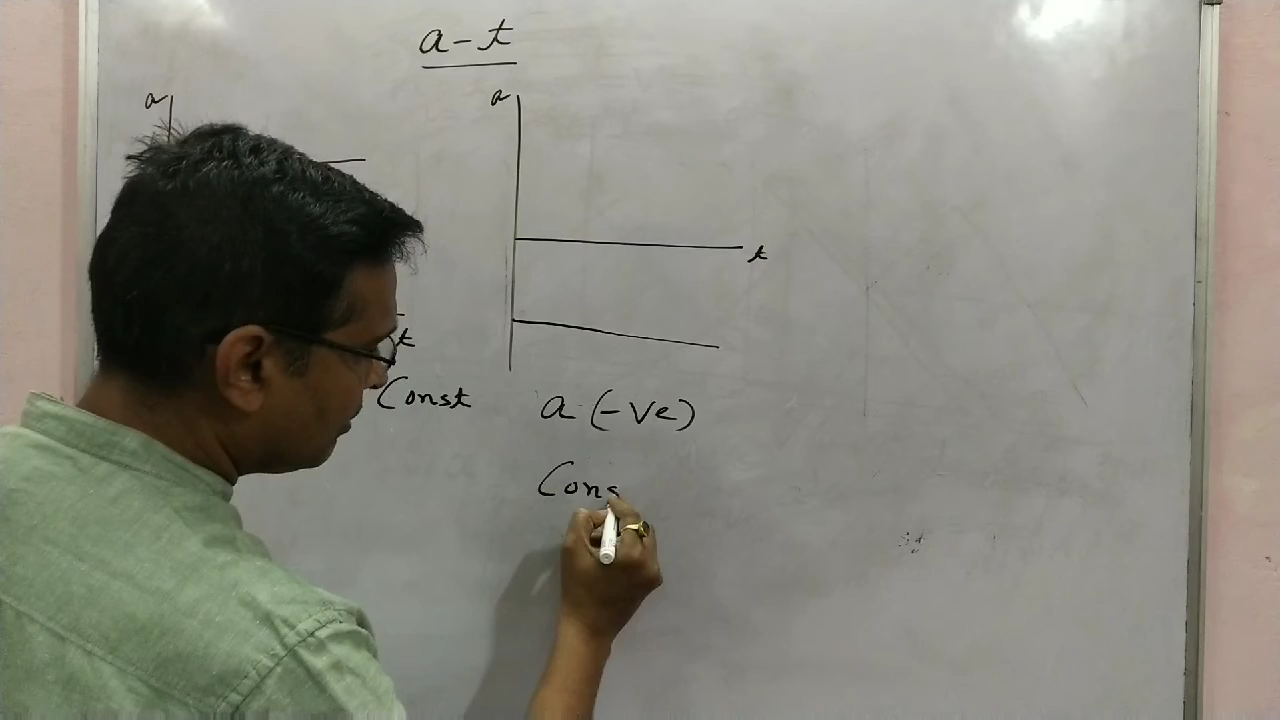 a - t
a
a
t
t
Const
a (-Ve)
Cons